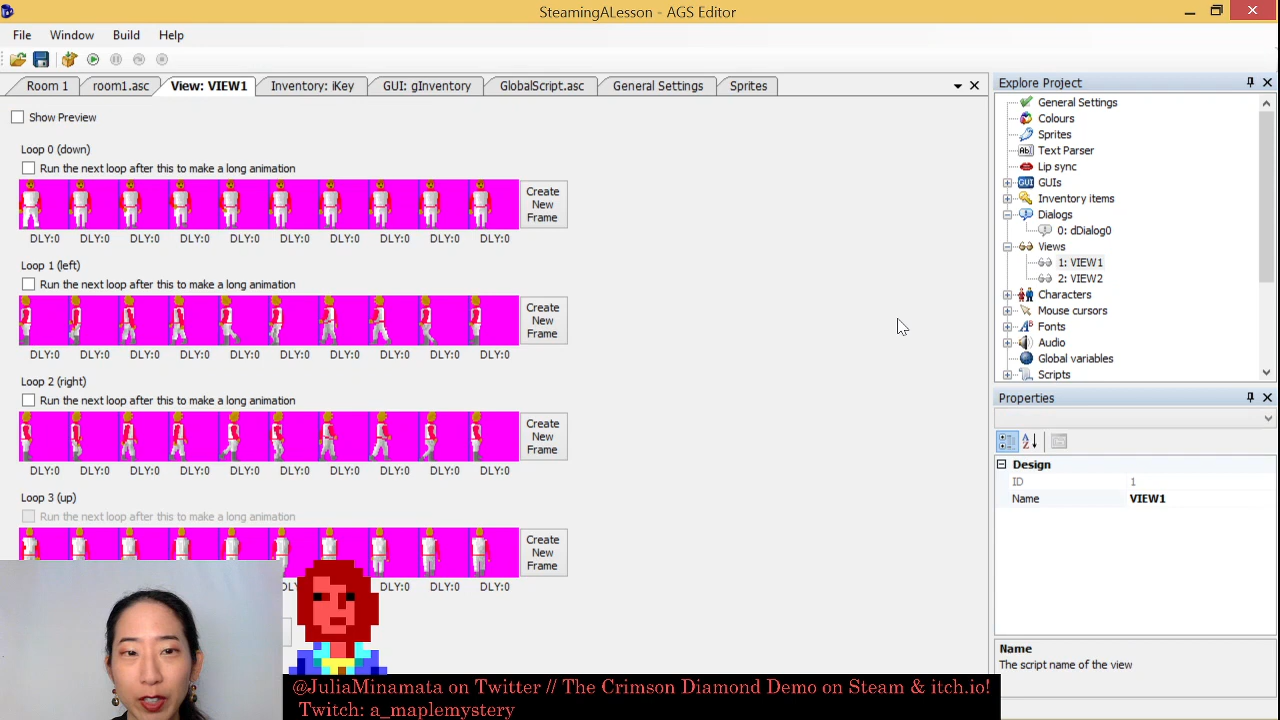 SteamingALesson - AGS Editor
File Window Build Help
Room 1 room1.asc View: VIEW1 Inventory: iKey GUI: gInventory GlobalScript.asc General Settings Sprites
Show Preview
Loop 0 (down)
Run the next loop after this to make a long animation
Create
New
Frame
DLY:0 DLY:0 DLY:0 DLY:0 DLY:0 DLY:0 DLY:0 DLY:0 DLY:0 DLY:0
Loop 1 (left)
Run the next loop after this to make a long animation
Create
New
Frame
DLY:0 DLY:0 DLY:0 DLY:0 DLY:0 DLY:0 DLY:0 DLY:0 DLY:0 DLY:0
Loop 2 (right)
Run the next loop after this to make a long animation
Create
New
Frame
DLY:0 DLY:0 DLY:0 DLY:0 DLY:0 DLY:0 DLY:0 DLY:0 DLY:0 DLY:0
Loop 3 (up)
Run the next loop after this to make a long animation
Create
New
Frame
DLY:0 DLY:0 DLY:0
Explore Project
General Settings
Colours
Sprites
Text Parser
Lip sync
GUIs
Inventory items
Dialogs
0: dDialog0
Views
1: VIEW1
2: VIEW2
Characters
Mouse cursors
Fonts
Audio
Global variables
Scripts
Properties
Design
ID 1
Name VIEW1
Name
The script name of the view
@JuliaMinamata on Twitter // The Crimson Diamond Demo on Steam & itch.io!
Twitch: a_maplemystery